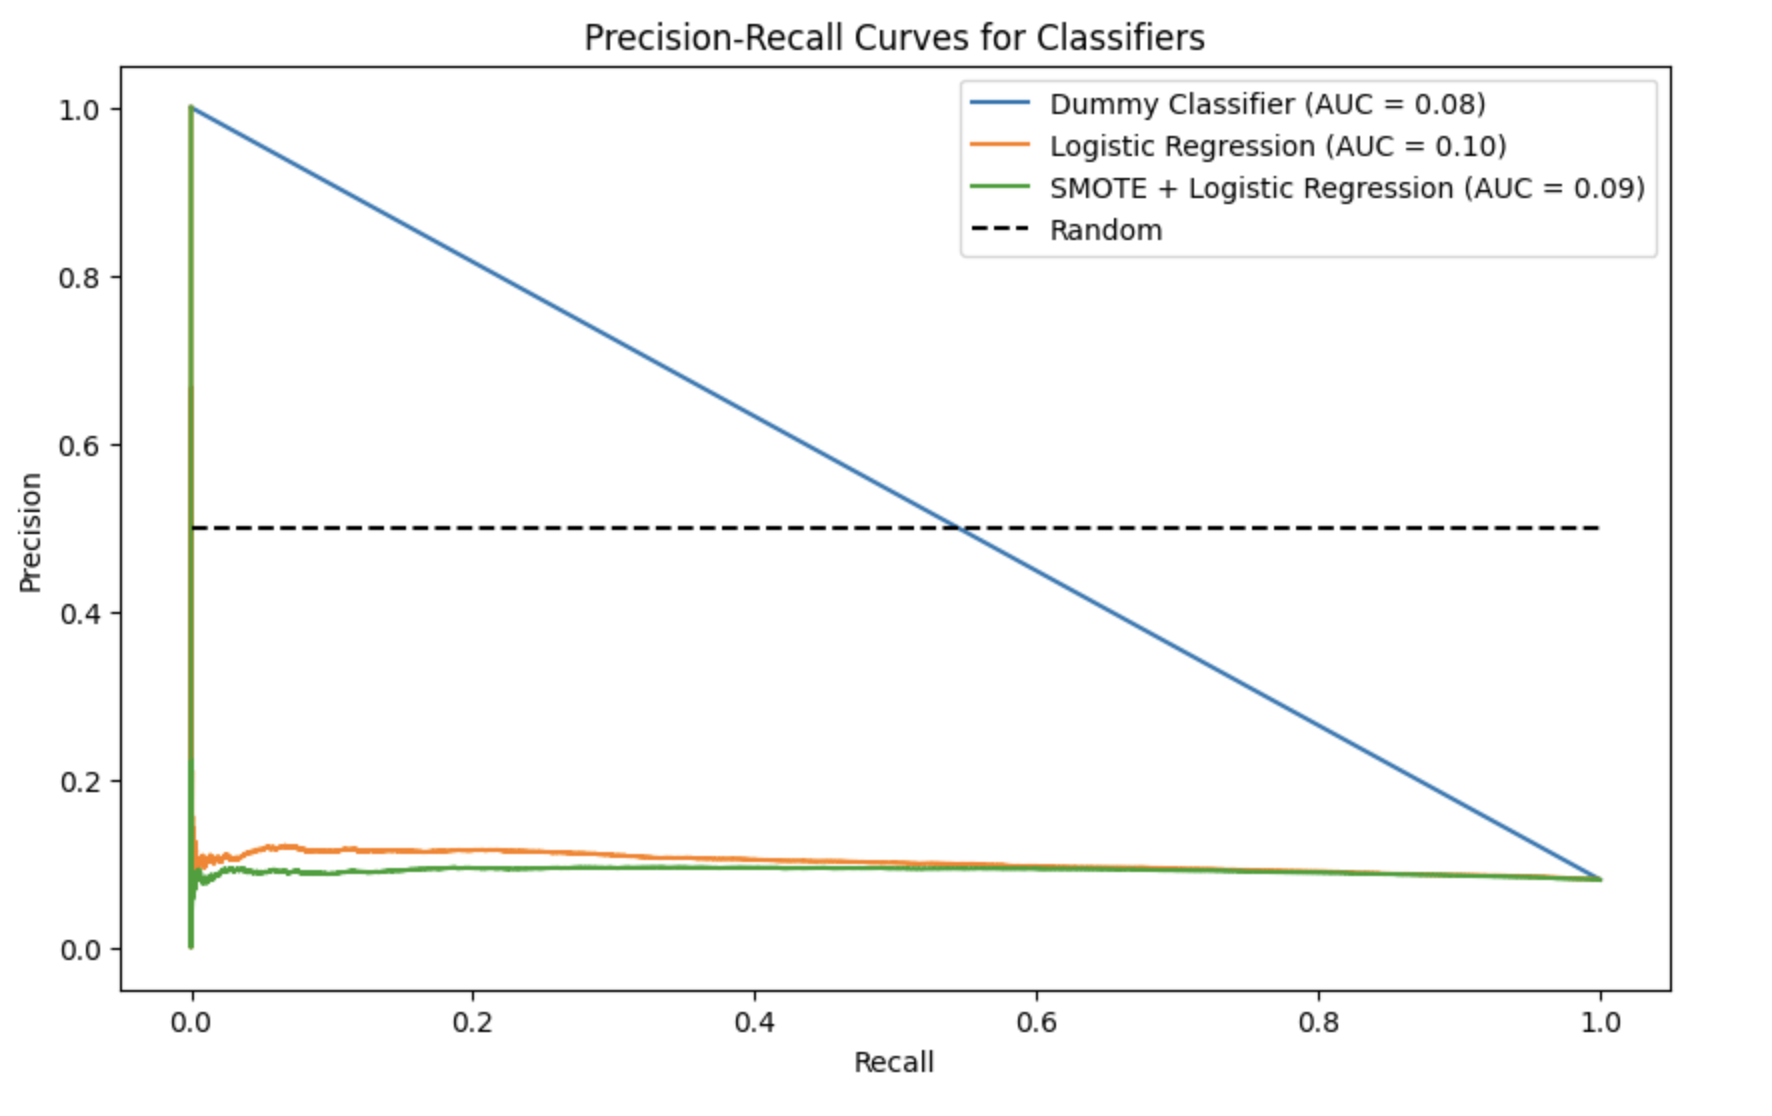 Precision-Recall Curves for Classifiers
Dummy Classifier (AUC = 0.08)
Logistic Regression (AUC = 0.10)
SMOTE + Logistic Regression (AUC = 0.09)
Random
Precision
1.0
0.8
0.6
0.4
0.2
0.0
0.0 0.2 0.4 0.6 0.8 1.0
Recall